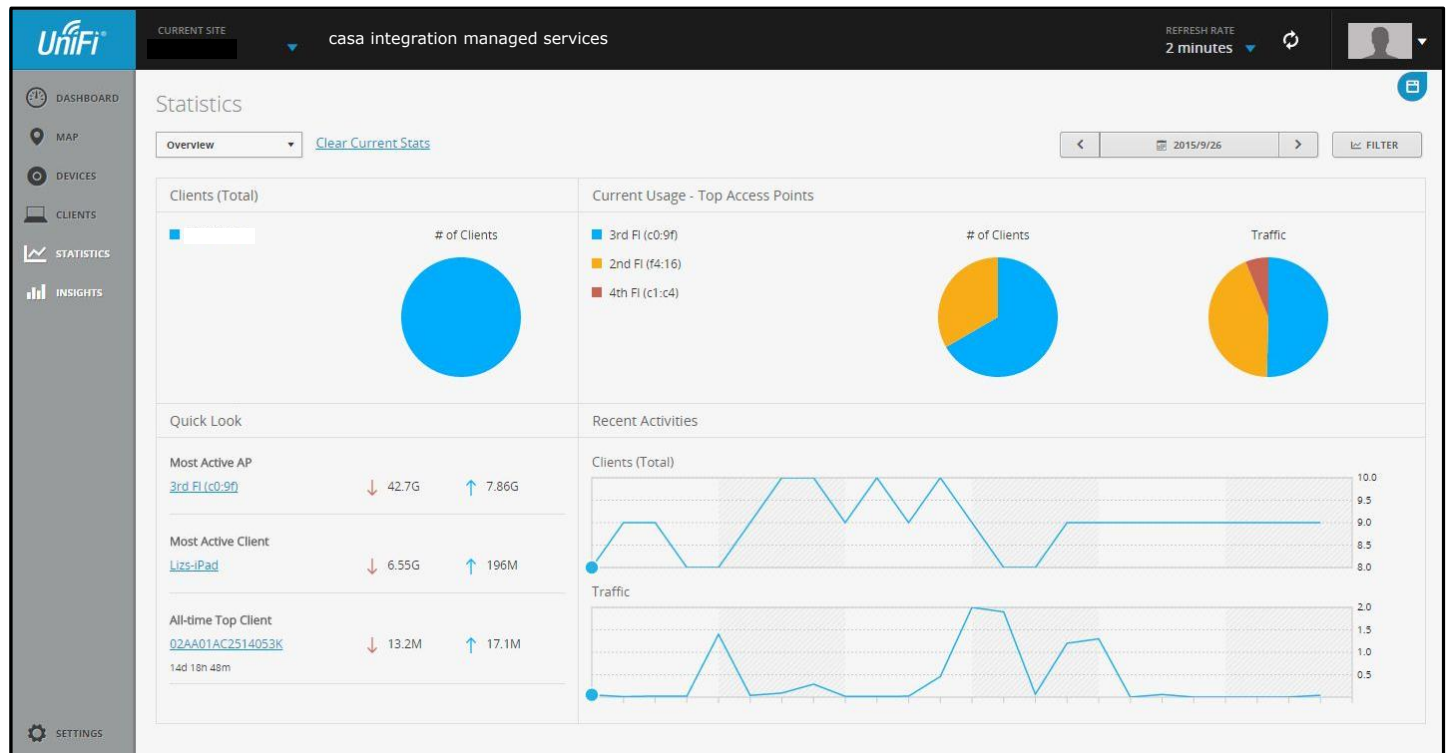 UniFi
CURRENT SITE
casa integration managed services
REFRESH RATE
2 minutes
DASHBOARD
MAP
DEVICES
CLIENTS
STATISTICS
INSIGHTS
SETTINGS
Statistics
Overview
Clear Current Stats
2015/9/26
FILTER
Clients (Total)
# of Clients
Current Usage - Top Access Points
3rd Fl (c0:9f)
2nd Fl (f4:16)
4th Fl (c1:c4)
# of Clients
Traffic
Quick Look
Most Active AP
3rd Fl (c0:9f) 42.7G 7.86G
Most Active Client
Lizs-iPad 6.55G 196M
All-time Top Client
02AA01AC2514053K 13.2M 17.1M
14d 18h 48m
Recent Activities
Clients (Total)
10.0
9.5
9.0
8.5
8.0
Traffic
2.0
1.5
1.0
0.5